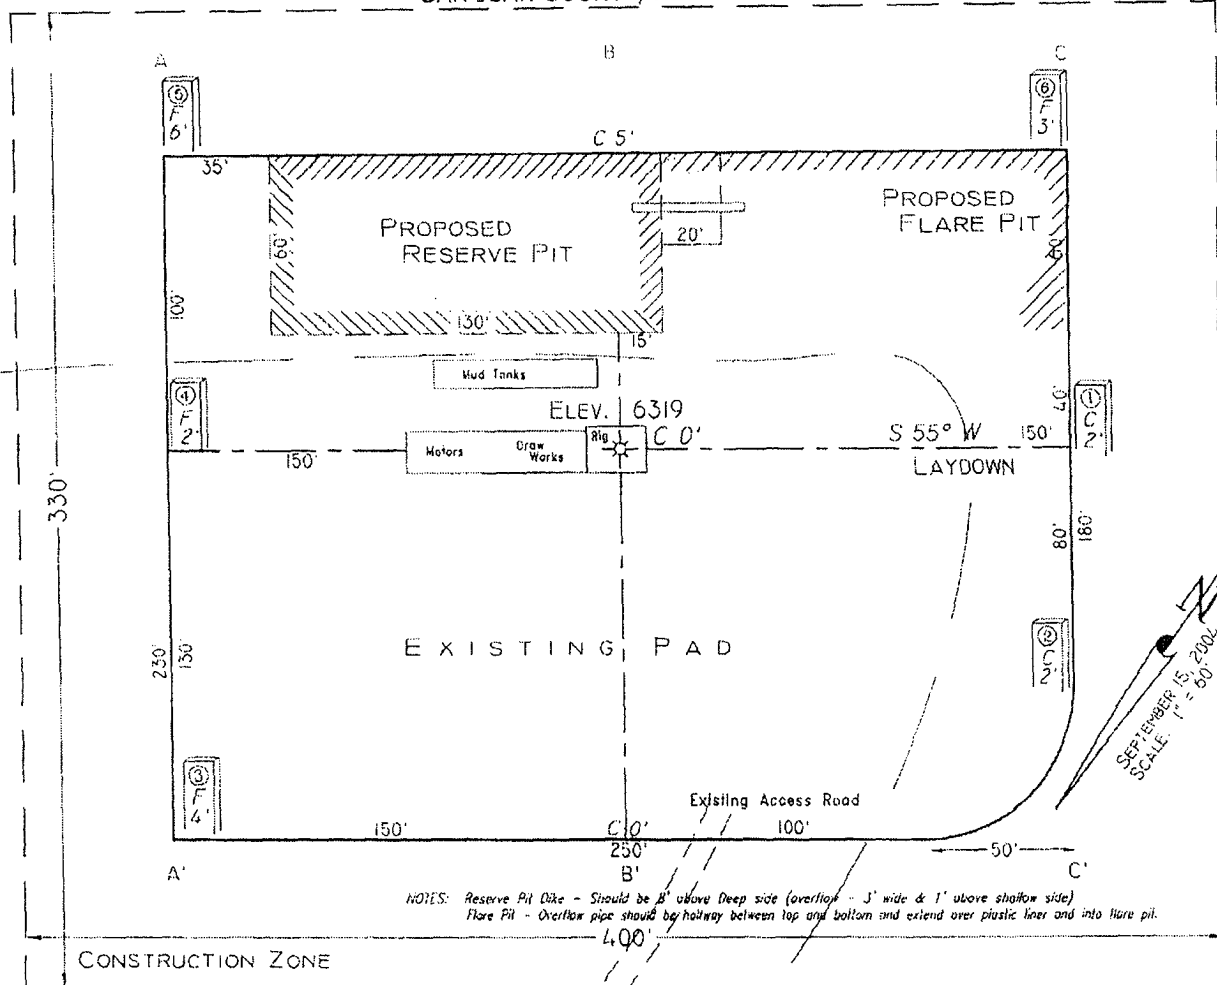 A
B
C
⑤
F
6'
⑥
F
3'
C 5'
35'
PROPOSED
RESERVE PIT
PROPOSED
FLARE PIT
20'
60'
100'
130'
15'
Mud Tanks
④
F
2'
ELEV. 6319
①
C
2'
40'
Rig
C 0'
S 55° W
150'
Motors
Draw
Works
150'
LAYDOWN
330'
80'
180'
EXISTING PAD
②
C
2'
230'
130'
N
SEPTEMBER 15,
SCALE. 1" = 60'
③
F
4'
Existing Access Road
150'
C 0'
100'
250'
50'
A'
B'
C'
NOTES: Reserve Pit Dike - Should be 8' above Deep side (overflow - 3' wide & 1' above shallow side)
Flare Pit - Overflow pipe should be halfway between top and bottom and extend over plastic liner and into flare pit.
400'
CONSTRUCTION ZONE